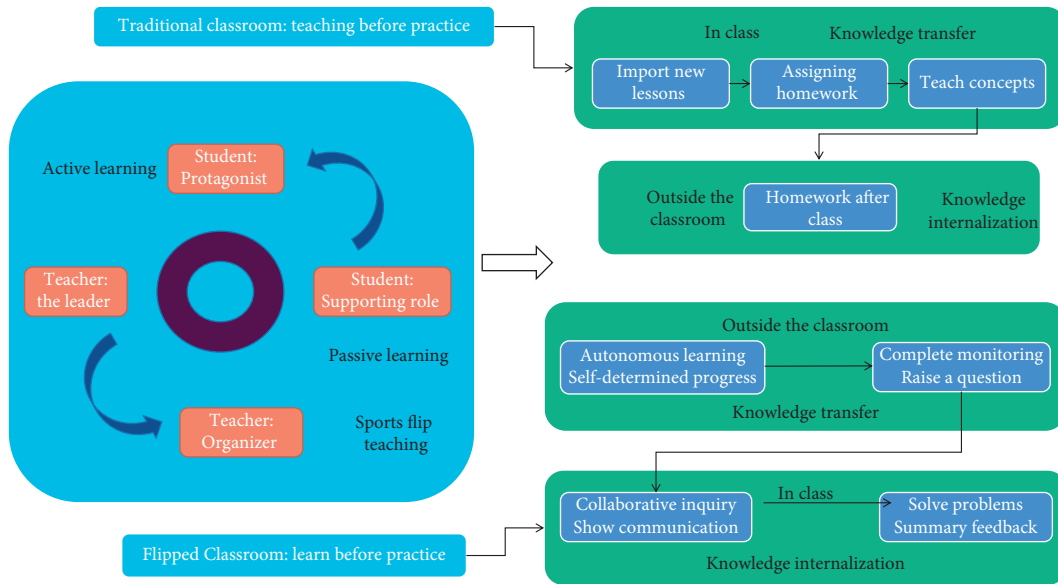 Traditional classroom: teaching before practice
In class
Knowledge transfer
Import new
lessons
Assigning
homework
Teach concepts
Outside the
classroom
Homework after
class
Knowledge
internalization
Active learning
Student:
Protagonist
Teacher:
the leader
Student:
Supporting role
Passive learning
Teacher:
Organizer
Sports flip
teaching
Outside the classroom
Autonomous learning
Self-determined progress
Complete monitoring
Raise a question
Knowledge transfer
Collaborative inquiry
Show communication
In class
Solve problems
Summary feedback
Knowledge internalization
Flipped Classroom: learn before practice